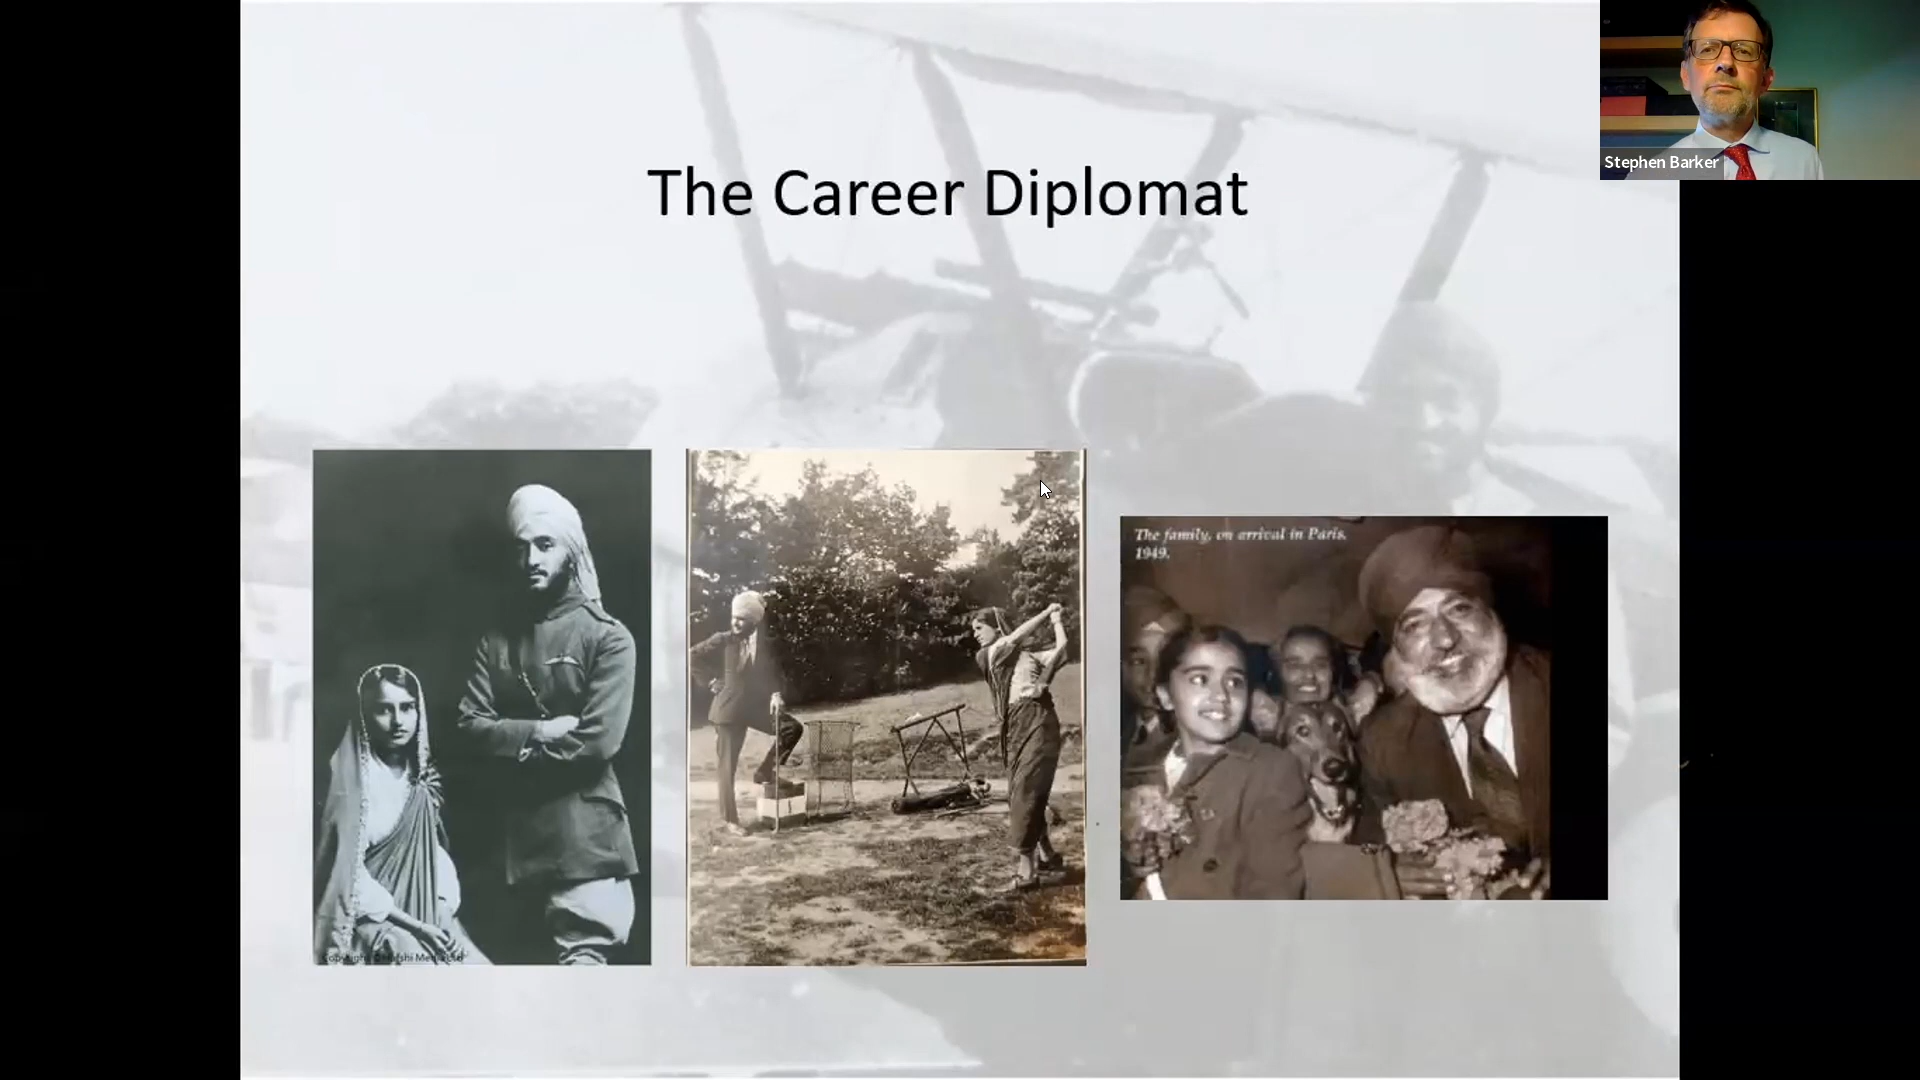 The Career Diplomat
Stephen Barker
The family, on arrival in Paris,
1949.